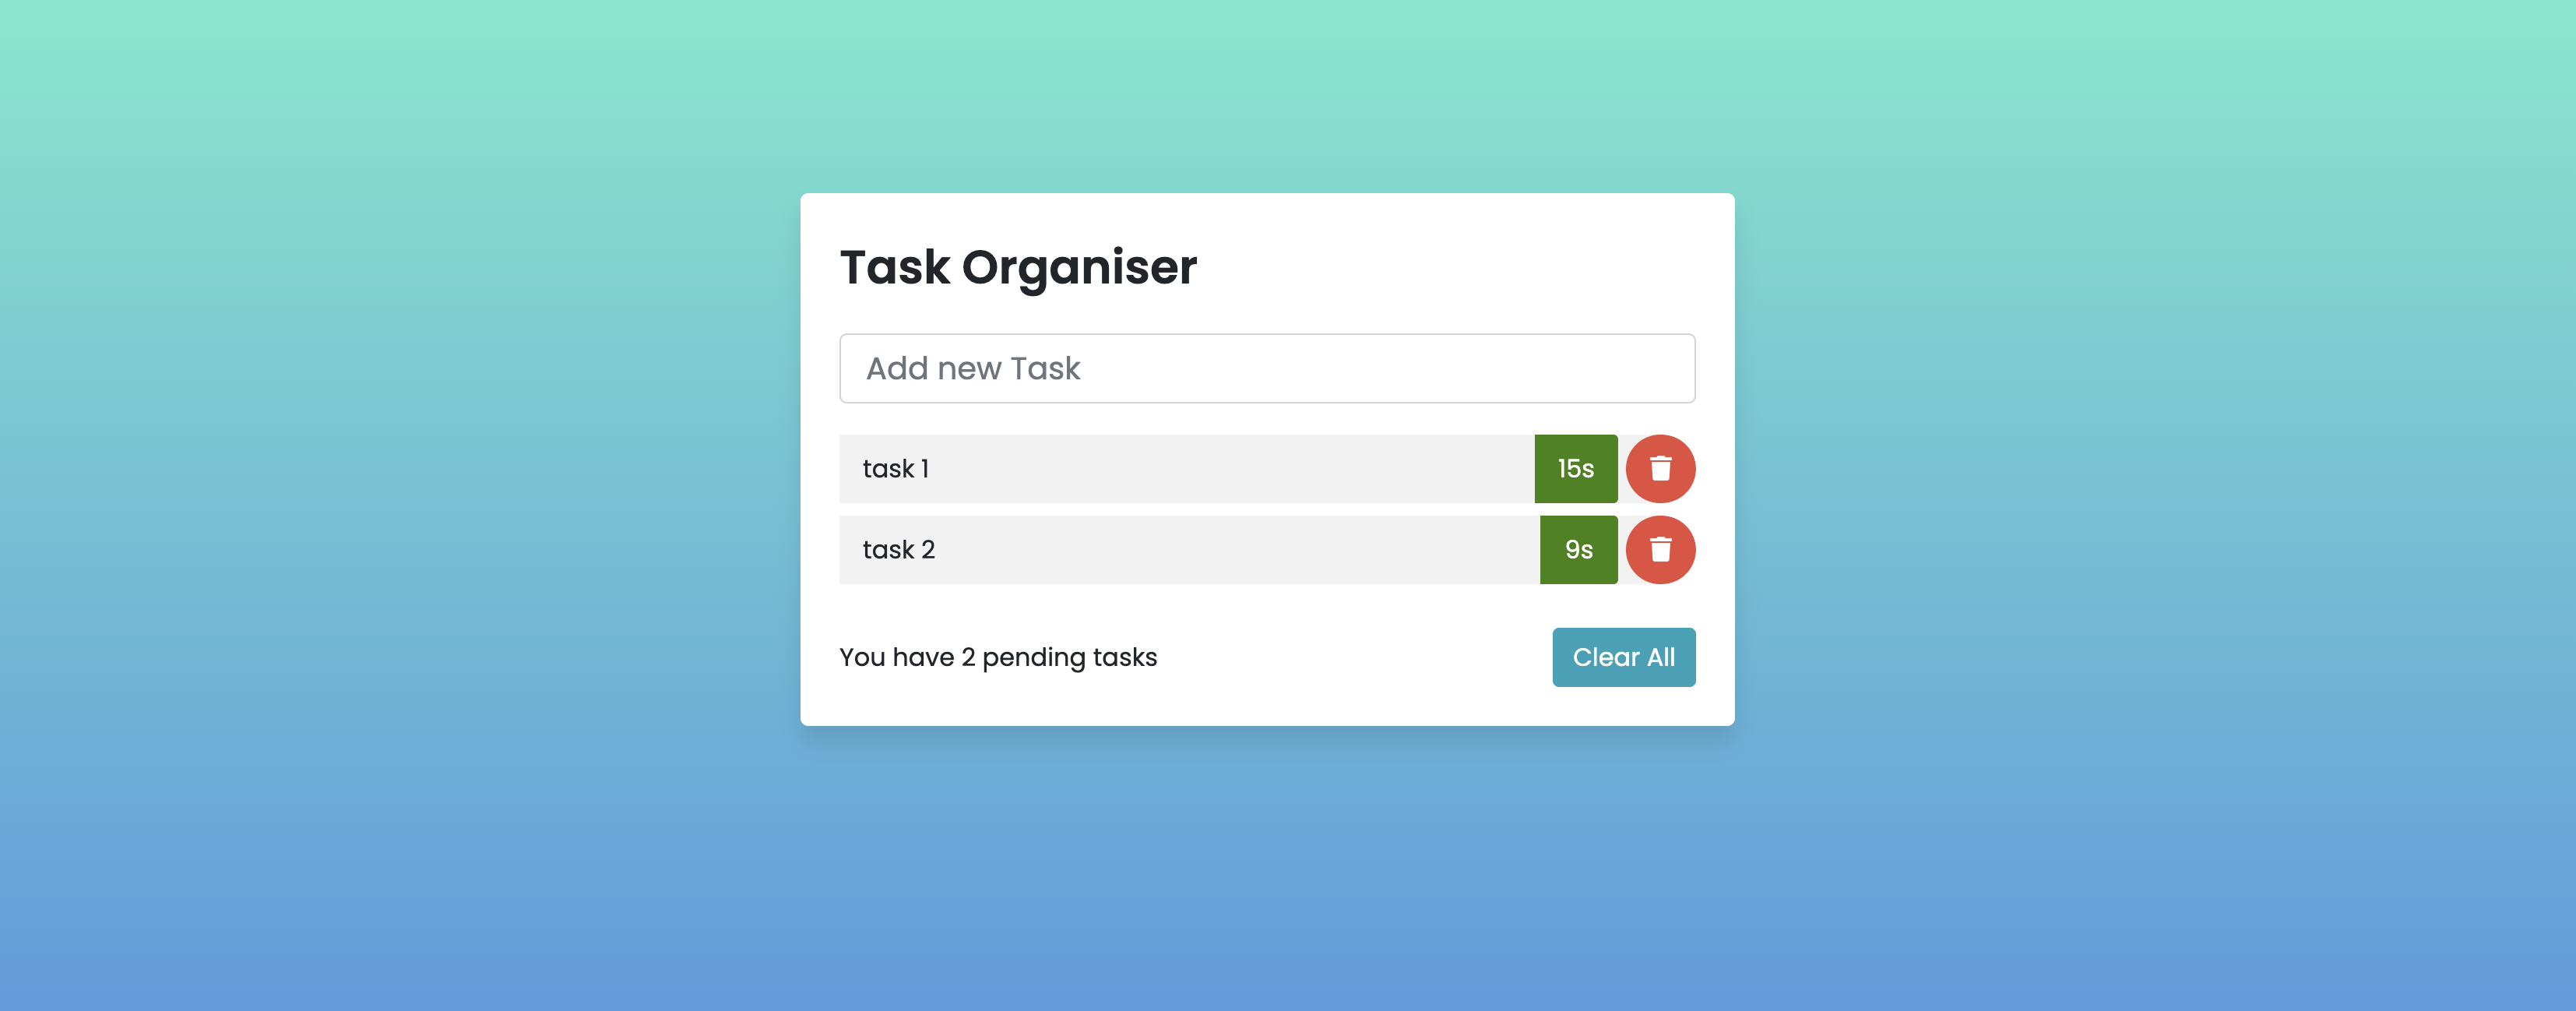 Task Organiser
Add new Task
task 1 15s
task 2 9s
You have 2 pending tasks Clear All